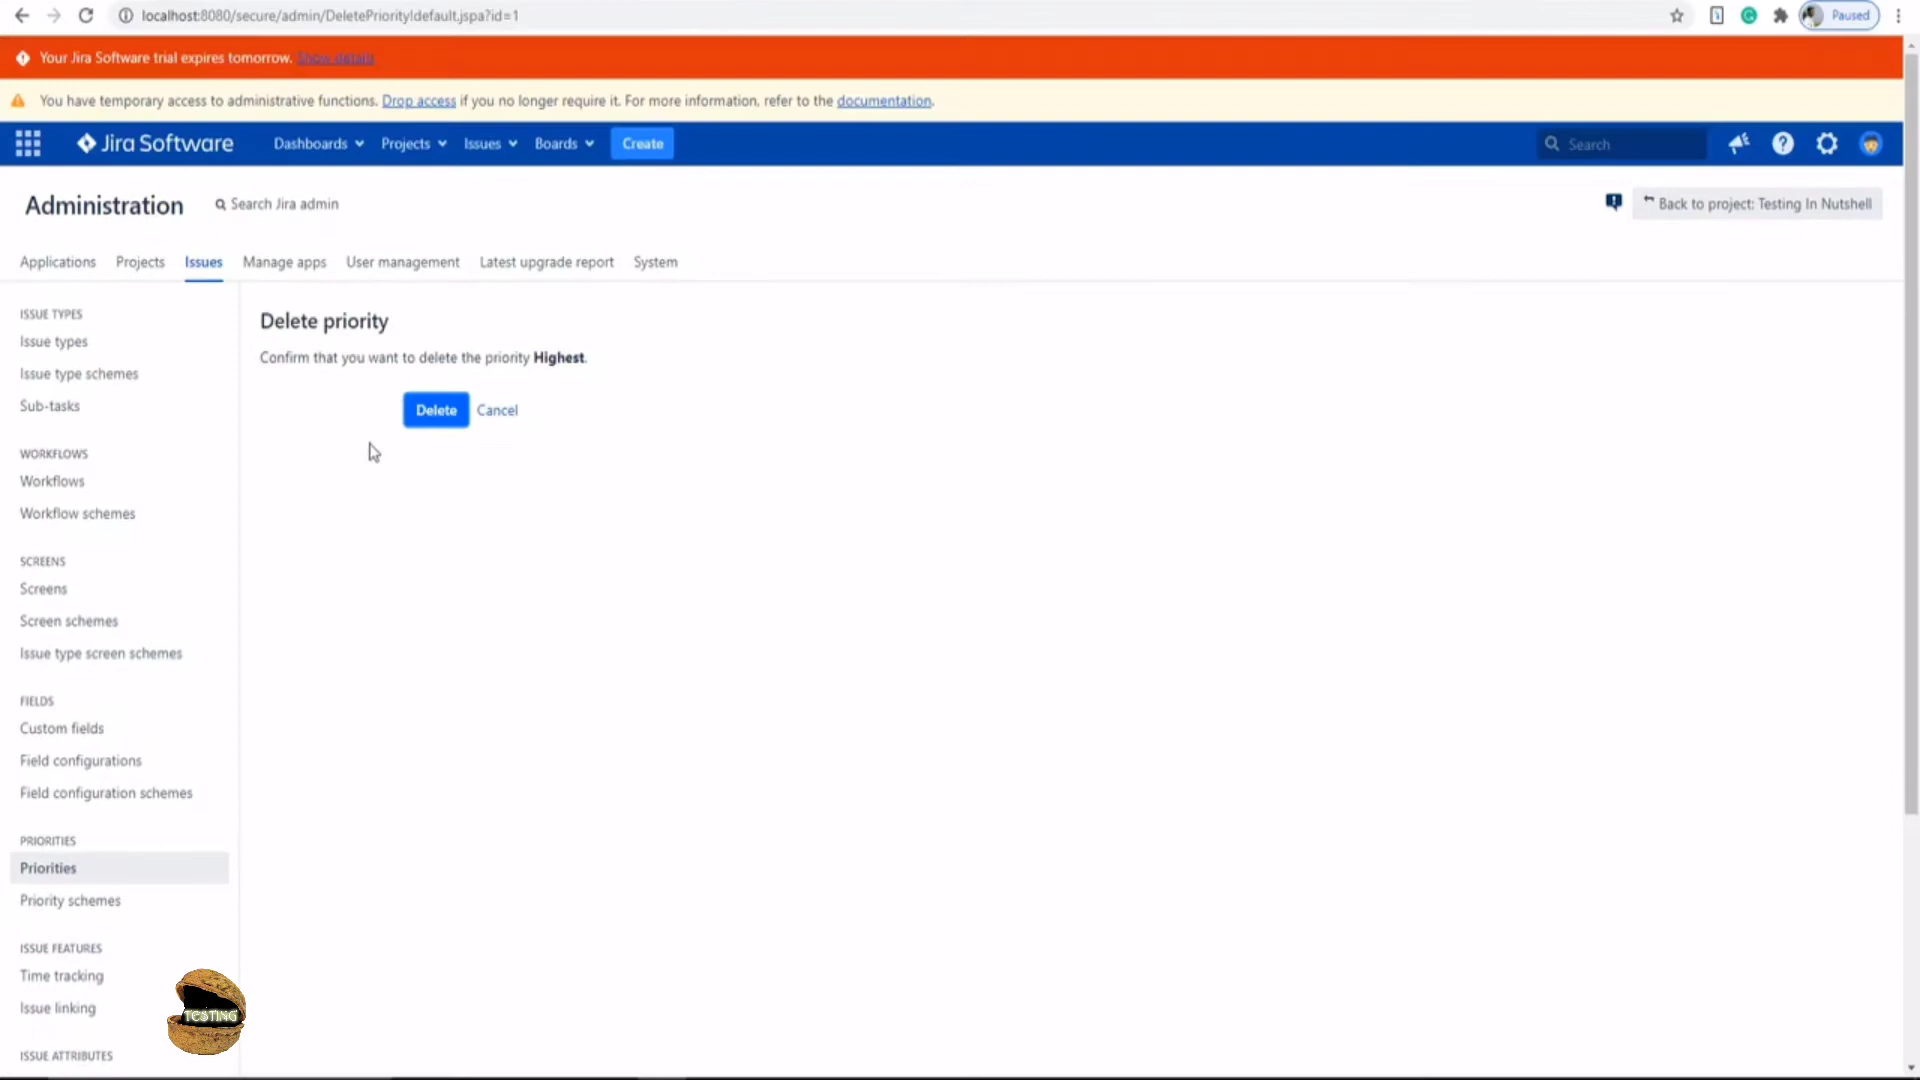 localhost:8080/secure/admin/DeletePriority!default.jspa?id=1
Paused
Your Jira Software trial expires tomorrow. Show details
You have temporary access to administrative functions. Drop access if you no longer require it. For more information, refer to the documentation.
Jira Software
Dashboards
Projects
Issues
Boards
Create
Search
Administration
Search Jira admin
Back to project: Testing In Nutshell
Applications
Projects
Issues
Manage apps
User management
Latest upgrade report
System
ISSUE TYPES
Issue types
Issue type schemes
Sub-tasks
WORKFLOWS
Workflows
Workflow schemes
SCREENS
Screens
Screen schemes
Issue type screen schemes
FIELDS
Custom fields
Field configurations
Field configuration schemes
PRIORITIES
Priorities
Priority schemes
ISSUE FEATURES
Time tracking
Issue linking
ISSUE ATTRIBUTES
Delete priority
Confirm that you want to delete the priority Highest.
Delete
Cancel
TESTING